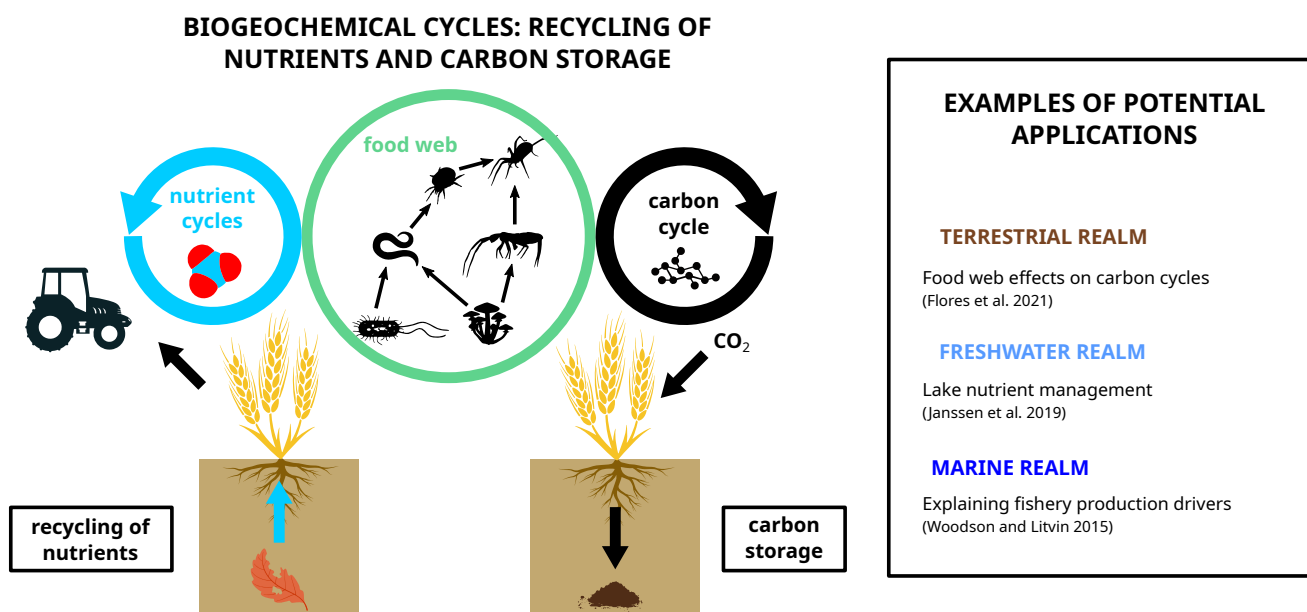 BIOGEOCHEMICAL CYCLES: RECYCLING OF
NUTRIENTS AND CARBON STORAGE
food web
nutrient
cycles
carbon
cycle
CO₂
recycling of
nutrients
carbon
storage
EXAMPLES OF POTENTIAL
APPLICATIONS
TERRESTRIAL REALM
Food web effects on carbon cycles
(Flores et al. 2021)
FRESHWATER REALM
Lake nutrient management
(Janssen et al. 2019)
MARINE REALM
Explaining fishery production drivers
(Woodson and Litvin 2015)